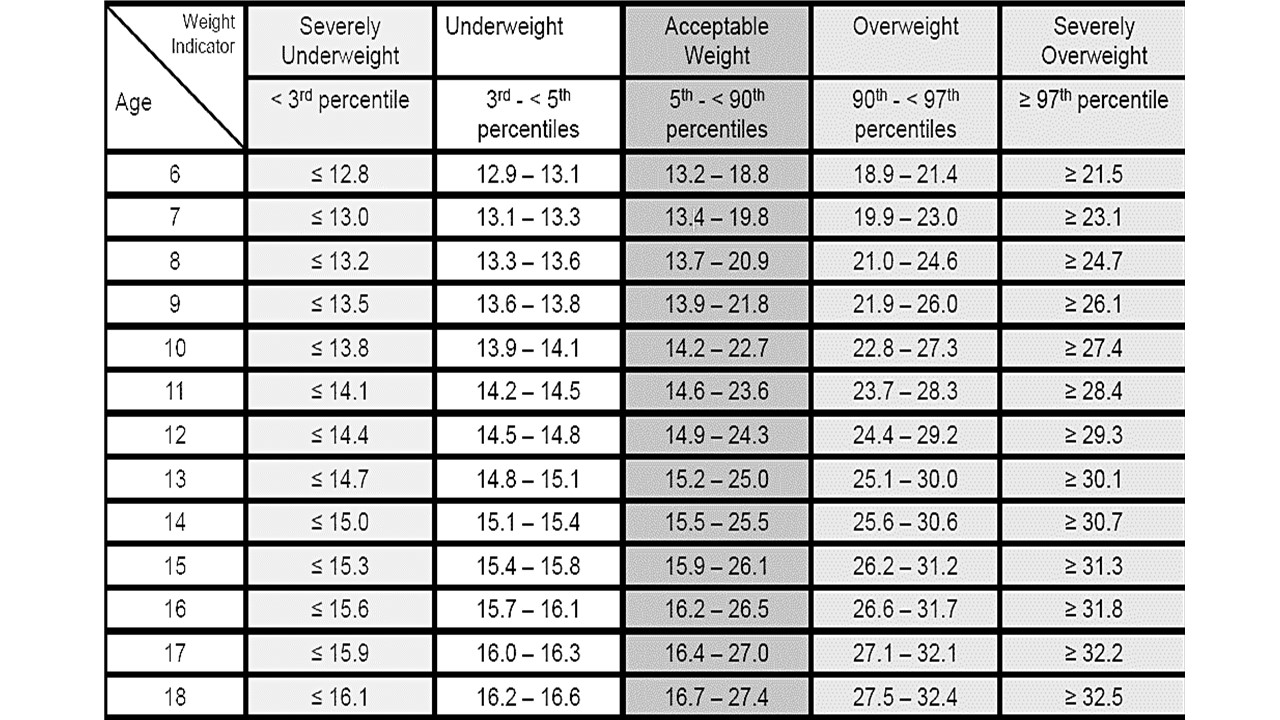 Weight Indicator Age Severely Underweight Underweight Acceptable Weight Overweight Severely Overweight
< 3rd percentile 3rd - < 5th percentiles 5th - < 90th percentiles 90th - < 97th percentiles ≥ 97th percentile
6 ≤ 12.8 12.9 – 13.1 13.2 – 18.8 18.9 – 21.4 ≥ 21.5
7 ≤ 13.0 13.1 – 13.3 13.4 – 19.8 19.9 – 23.0 ≥ 23.1
8 ≤ 13.2 13.3 – 13.6 13.7 – 20.9 21.0 – 24.6 ≥ 24.7
9 ≤ 13.5 13.6 – 13.8 13.9 – 21.8 21.9 – 26.0 ≥ 26.1
10 ≤ 13.8 13.9 – 14.1 14.2 – 22.7 22.8 – 27.3 ≥ 27.4
11 ≤ 14.1 14.2 – 14.5 14.6 – 23.6 23.7 – 28.3 ≥ 28.4
12 ≤ 14.4 14.5 – 14.8 14.9 – 24.3 24.4 – 29.2 ≥ 29.3
13 ≤ 14.7 14.8 – 15.1 15.2 – 25.0 25.1 – 30.0 ≥ 30.1
14 ≤ 15.0 15.1 – 15.4 15.5 – 25.5 25.6 – 30.6 ≥ 30.7
15 ≤ 15.3 15.4 – 15.8 15.9 – 26.1 26.2 – 31.2 ≥ 31.3
16 ≤ 15.6 15.7 – 16.1 16.2 – 26.5 26.6 – 31.7 ≥ 31.8
17 ≤ 15.9 16.0 – 16.3 16.4 – 27.0 27.1 – 32.1 ≥ 32.2
18 ≤ 16.1 16.2 – 16.6 16.7 – 27.4 27.5 – 32.4 ≥ 32.5